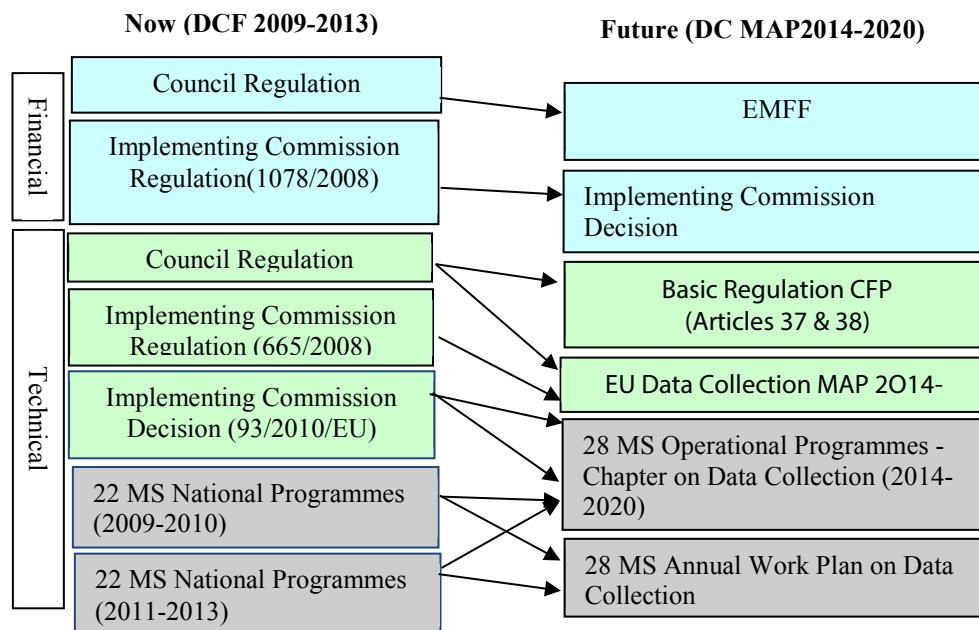 Now (DCF 2009-2013)
Future (DC MAP2014-2020)
Financial
Council Regulation
Implementing Commission
Regulation(1078/2008)
EMFF
Implementing Commission
Decision
Technical
Council Regulation
Implementing Commission
Regulation (665/2008)
Implementing Commission
Decision (93/2010/EU)
22 MS National Programmes
(2009-2010)
22 MS National Programmes
(2011-2013)
Basic Regulation CFP
(Articles 37 & 38)
EU Data Collection MAP 2O14-
28 MS Operational Programmes -
Chapter on Data Collection (2014-
2020)
28 MS Annual Work Plan on Data
Collection